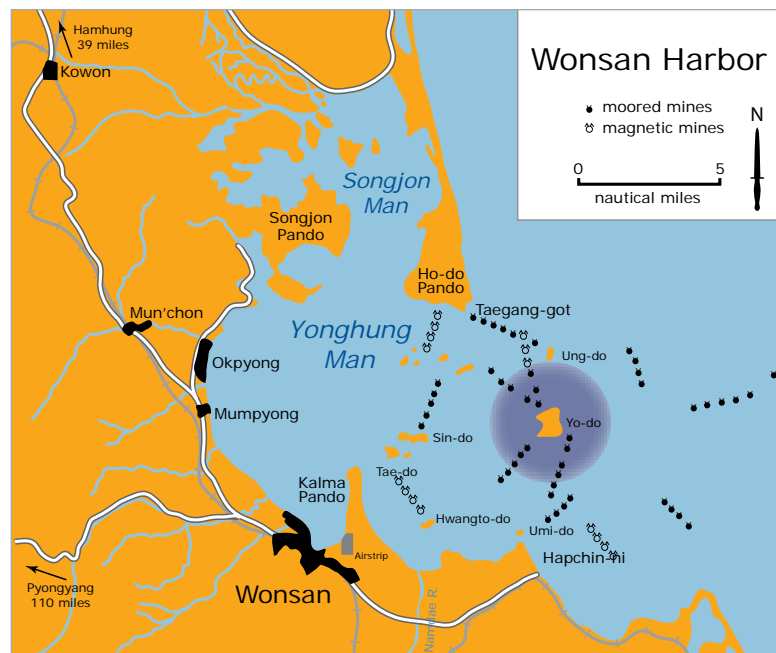 Hamhung
39 miles
Kowon
Wonsan Harbor
moored mines
magnetic mines
N
0
5
nautical miles
Songjon
Man
Songjon
Pando
Ho-do
Pando
Taegang-got
Mun'chon
Yonghung
Man
Okpyong
Ung-do
Mumpyong
Yo-do
Sin-do
Tae-do
Kalma
Pando
Hwangto-do
Umi-do
Airstrip
Hapchin-ni
Pyongyang
110 miles
Wonsan
Namdae R.